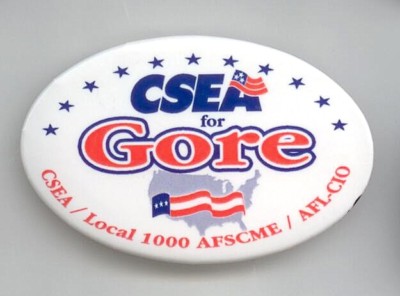 CSEA
for
Gore
CSEA / Local 1000 AFSCME / AFL-CIO